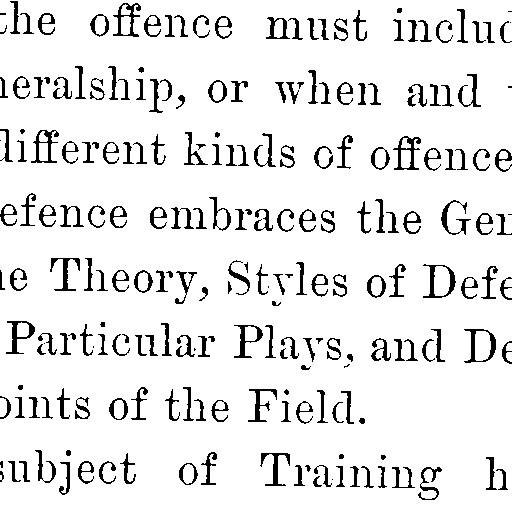 the offence must includ
neralship, or when and
different kinds of offence
efence embraces the Gen
he Theory, Styles of Defe
Particular Plays, and De
oints of the Field.
subject of Training h